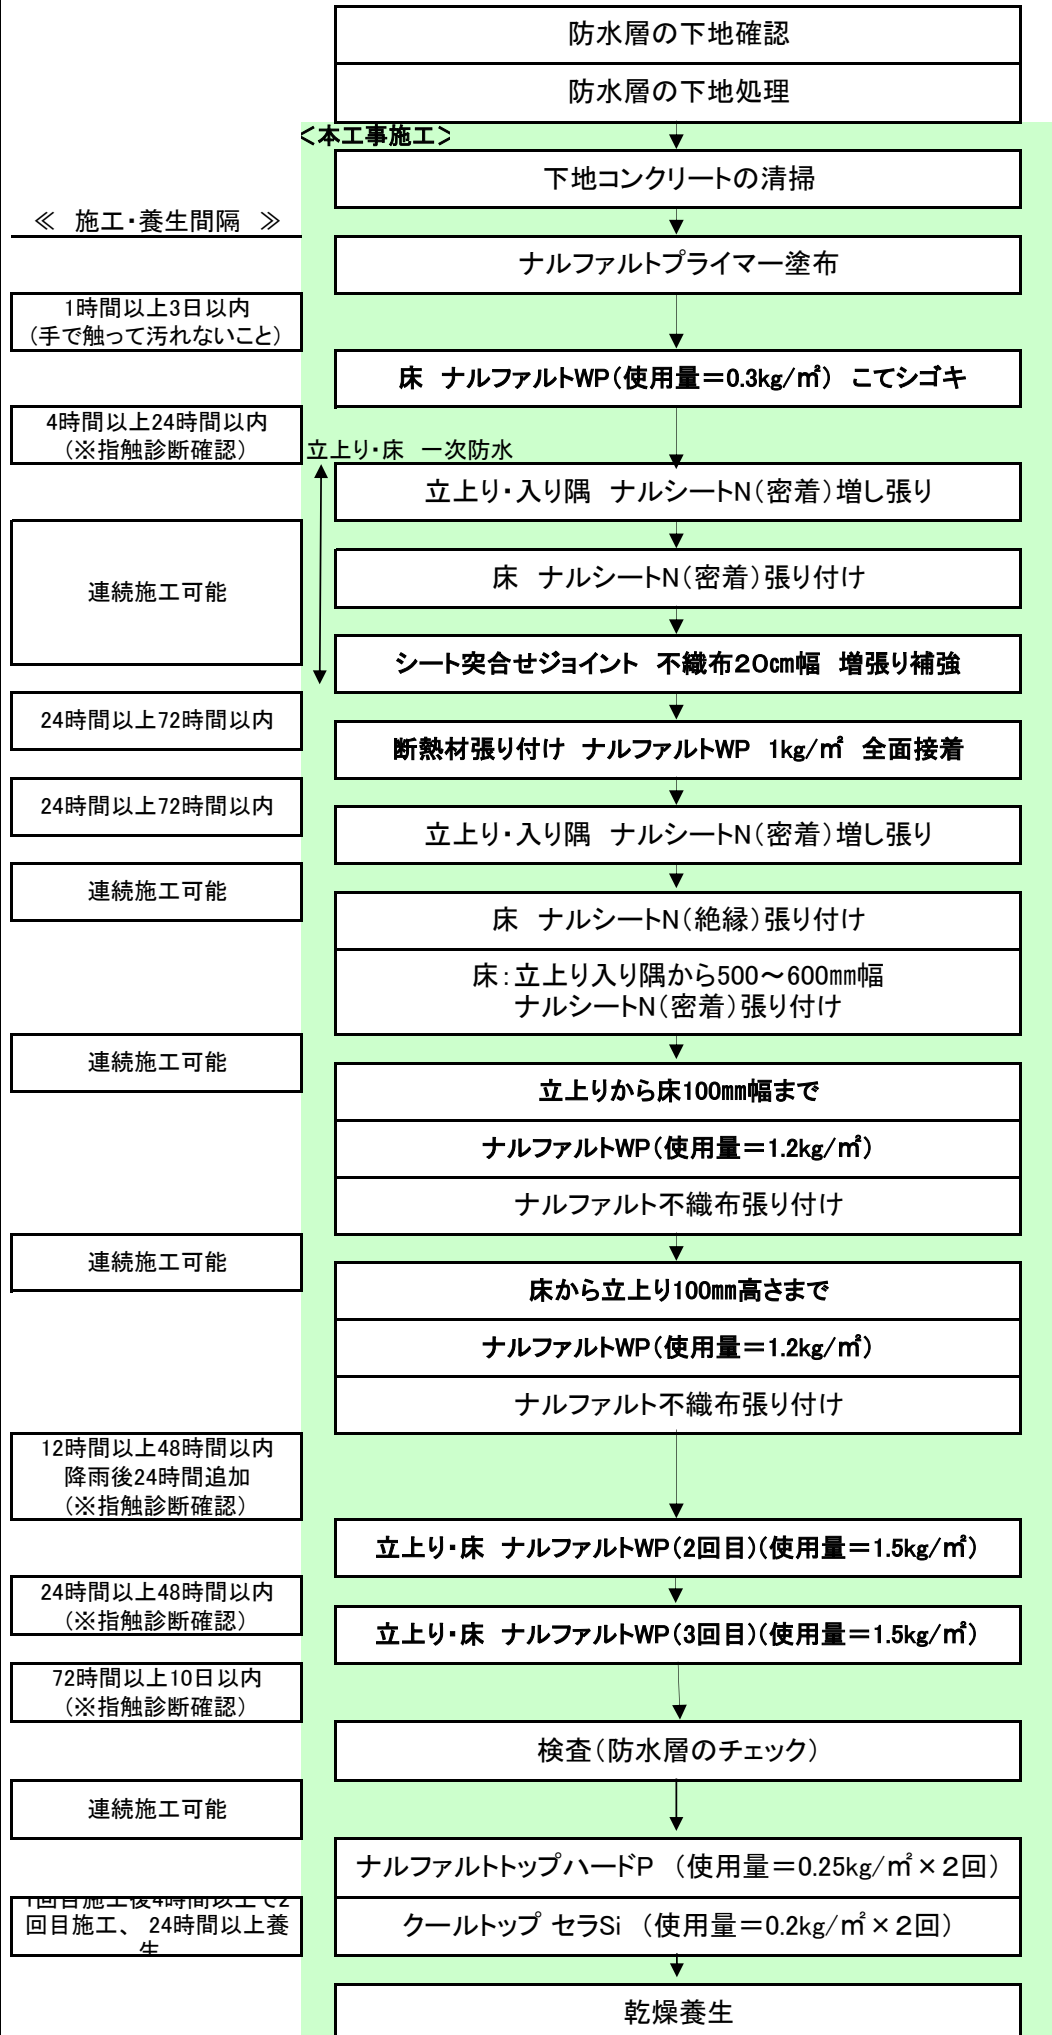 防水層の下地確認
防水層の下地処理
<本工事施工>
下地コンクリートの清掃
≪　施工・養生間隔　≫
ナルファルトプライマー塗布
1時間以上3日以内
（手で触って汚れないこと）
床　ナルファルトWP（使用量＝0.3kg/㎡）　こてシゴキ
4時間以上24時間以内
（※指触診断確認）
立上り・床　一次防水
立上り・入り隅　ナルシートN（密着）増し張り
連続施工可能
床　ナルシートN（密着）張り付け
シート突合せジョイント　不織布２０㎝幅　増張り補強
24時間以上72時間以内
断熱材張り付け　ナルファルトWP　1kg/㎡　全面接着
24時間以上72時間以内
立上り・入り隅　ナルシートN（密着）増し張り
連続施工可能
床　ナルシートN（絶縁）張り付け
床：立上り入り隅から500～600㎜幅
ナルシートN（密着）張り付け
連続施工可能
立上りから床100㎜幅まで
ナルファルトWP（使用量＝1.2kg/㎡）
ナルファルト不織布張り付け
連続施工可能
床から立上り100㎜高さまで
ナルファルトWP（使用量＝1.2kg/㎡）
ナルファルト不織布張り付け
12時間以上48時間以内
降雨後24時間追加
（※指触診断確認）
立上り・床　ナルファルトWP（2回目）（使用量＝1.5kg/㎡）
24時間以上48時間以内
（※指触診断確認）
立上り・床　ナルファルトWP（3回目）（使用量＝1.5kg/㎡）
72時間以上10日以内
（※指触診断確認）
検査（防水層のチェック）
連続施工可能
ナルファルトトップハードP　（使用量＝0.25kg/㎡×２回）
1回目施工後4時間以上で2
回目施工、 24時間以上養
生
クールトップ セラSi　（使用量＝0.2kg/㎡×２回）
乾燥養生